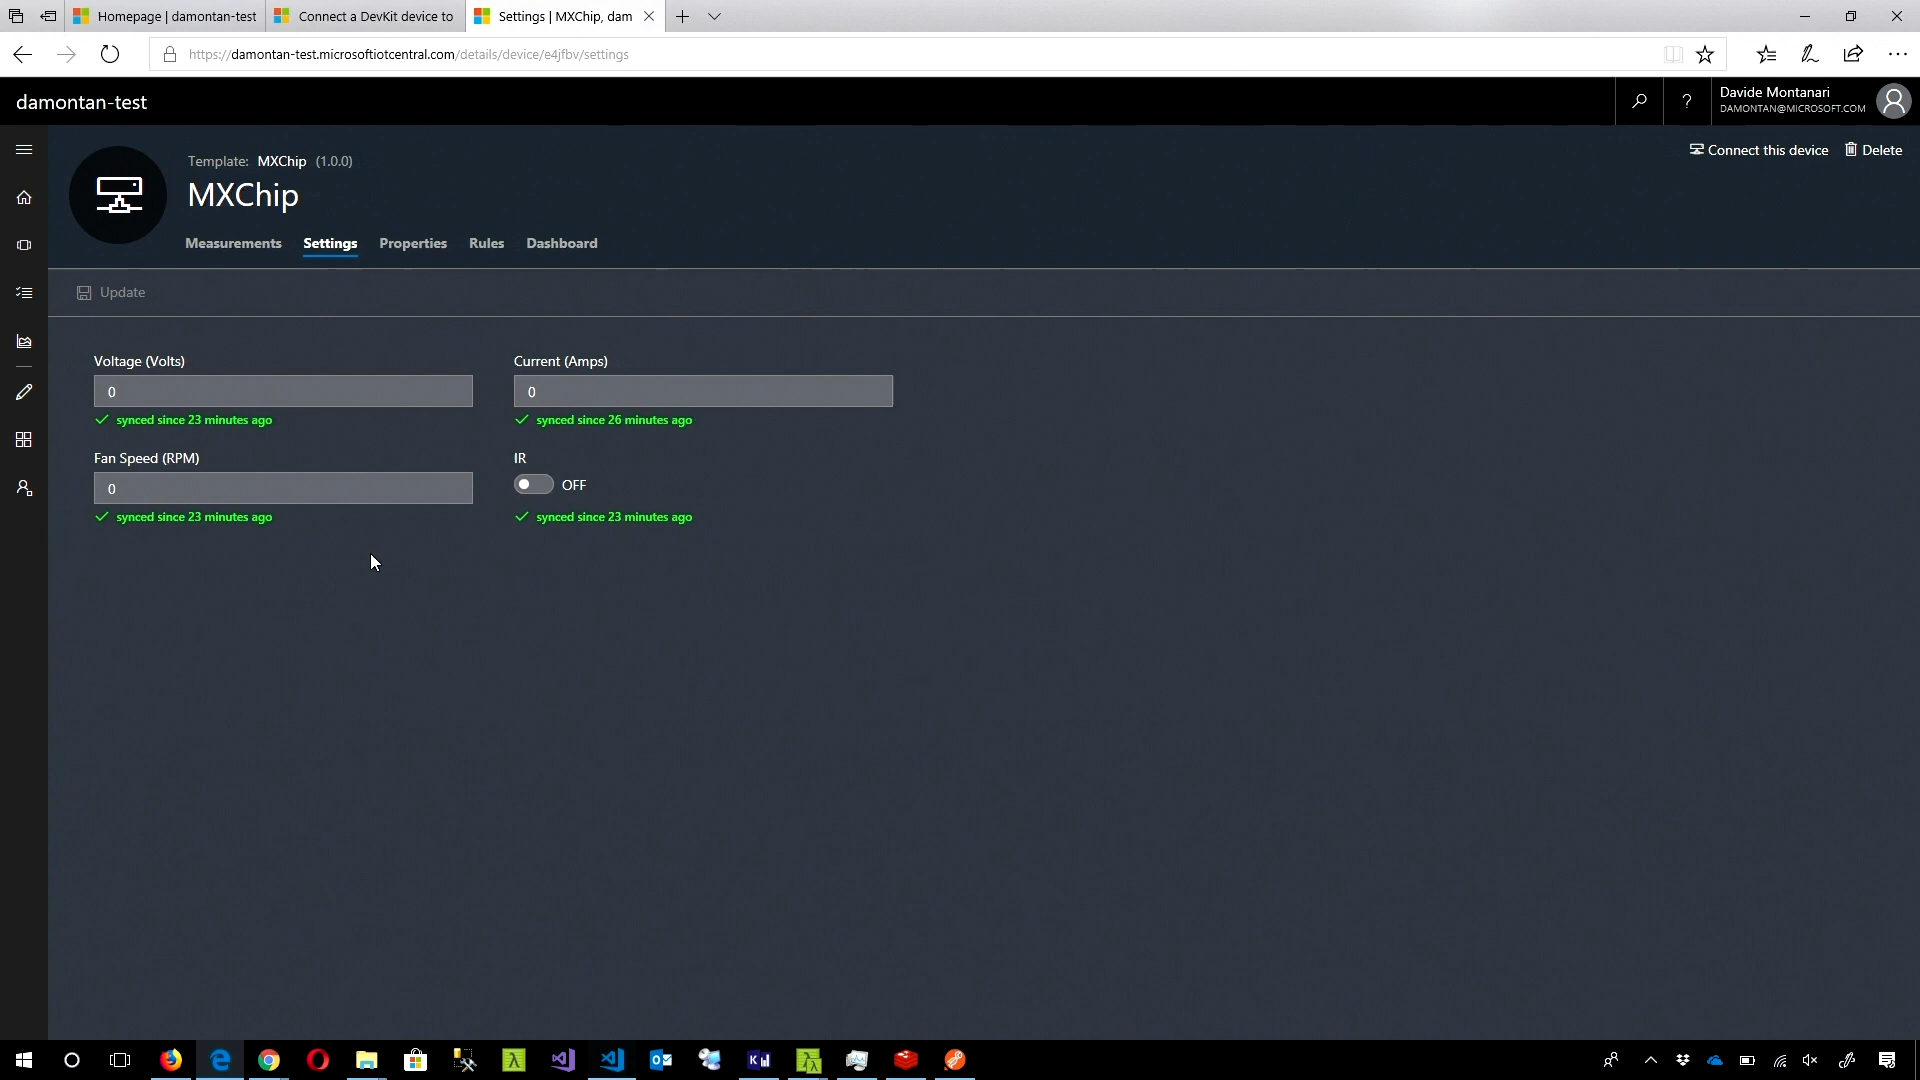 Homepage | damontan-test
Connect a DevKit device to
Settings | MXChip, dam
https://damontan-test.microsoftiotcentral.com/details/device/e4jfbv/settings
damontan-test
?
Davide Montanari
DAMONTAN@MICROSOFT.COM
Template: MXChip (1.0.0)
Connect this device
Delete
MXChip
Measurements
Settings
Properties
Rules
Dashboard
Update
Voltage (Volts)
Current (Amps)
0
0
synced since 23 minutes ago
synced since 26 minutes ago
Fan Speed (RPM)
IR
0
OFF
synced since 23 minutes ago
synced since 23 minutes ago